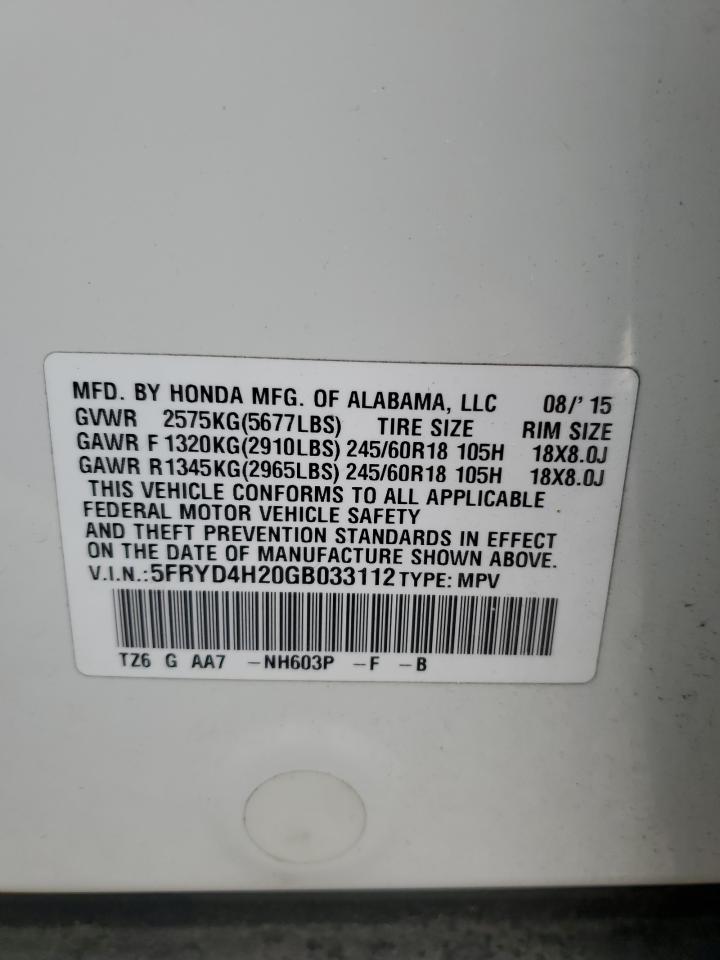 MFD. BY HONDA MFG. OF ALABAMA, LLC 08/'15
GVWR 2575KG(5677LBS) TIRE SIZE RIM SIZE
GAWR F 1320KG(2910LBS) 245/60R18 105H 18X8.0J
GAWR R 1345KG(2965LBS) 245/60R18 105H 18X8.0J
THIS VEHICLE CONFORMS TO ALL APPLICABLE
FEDERAL MOTOR VEHICLE SAFETY
AND THEFT PREVENTION STANDARDS IN EFFECT
ON THE DATE OF MANUFACTURE SHOWN ABOVE.
V.I.N.:5FRYD4H20GB033112 TYPE: MPV
TZ6 G AA7 -NH603P -F -B